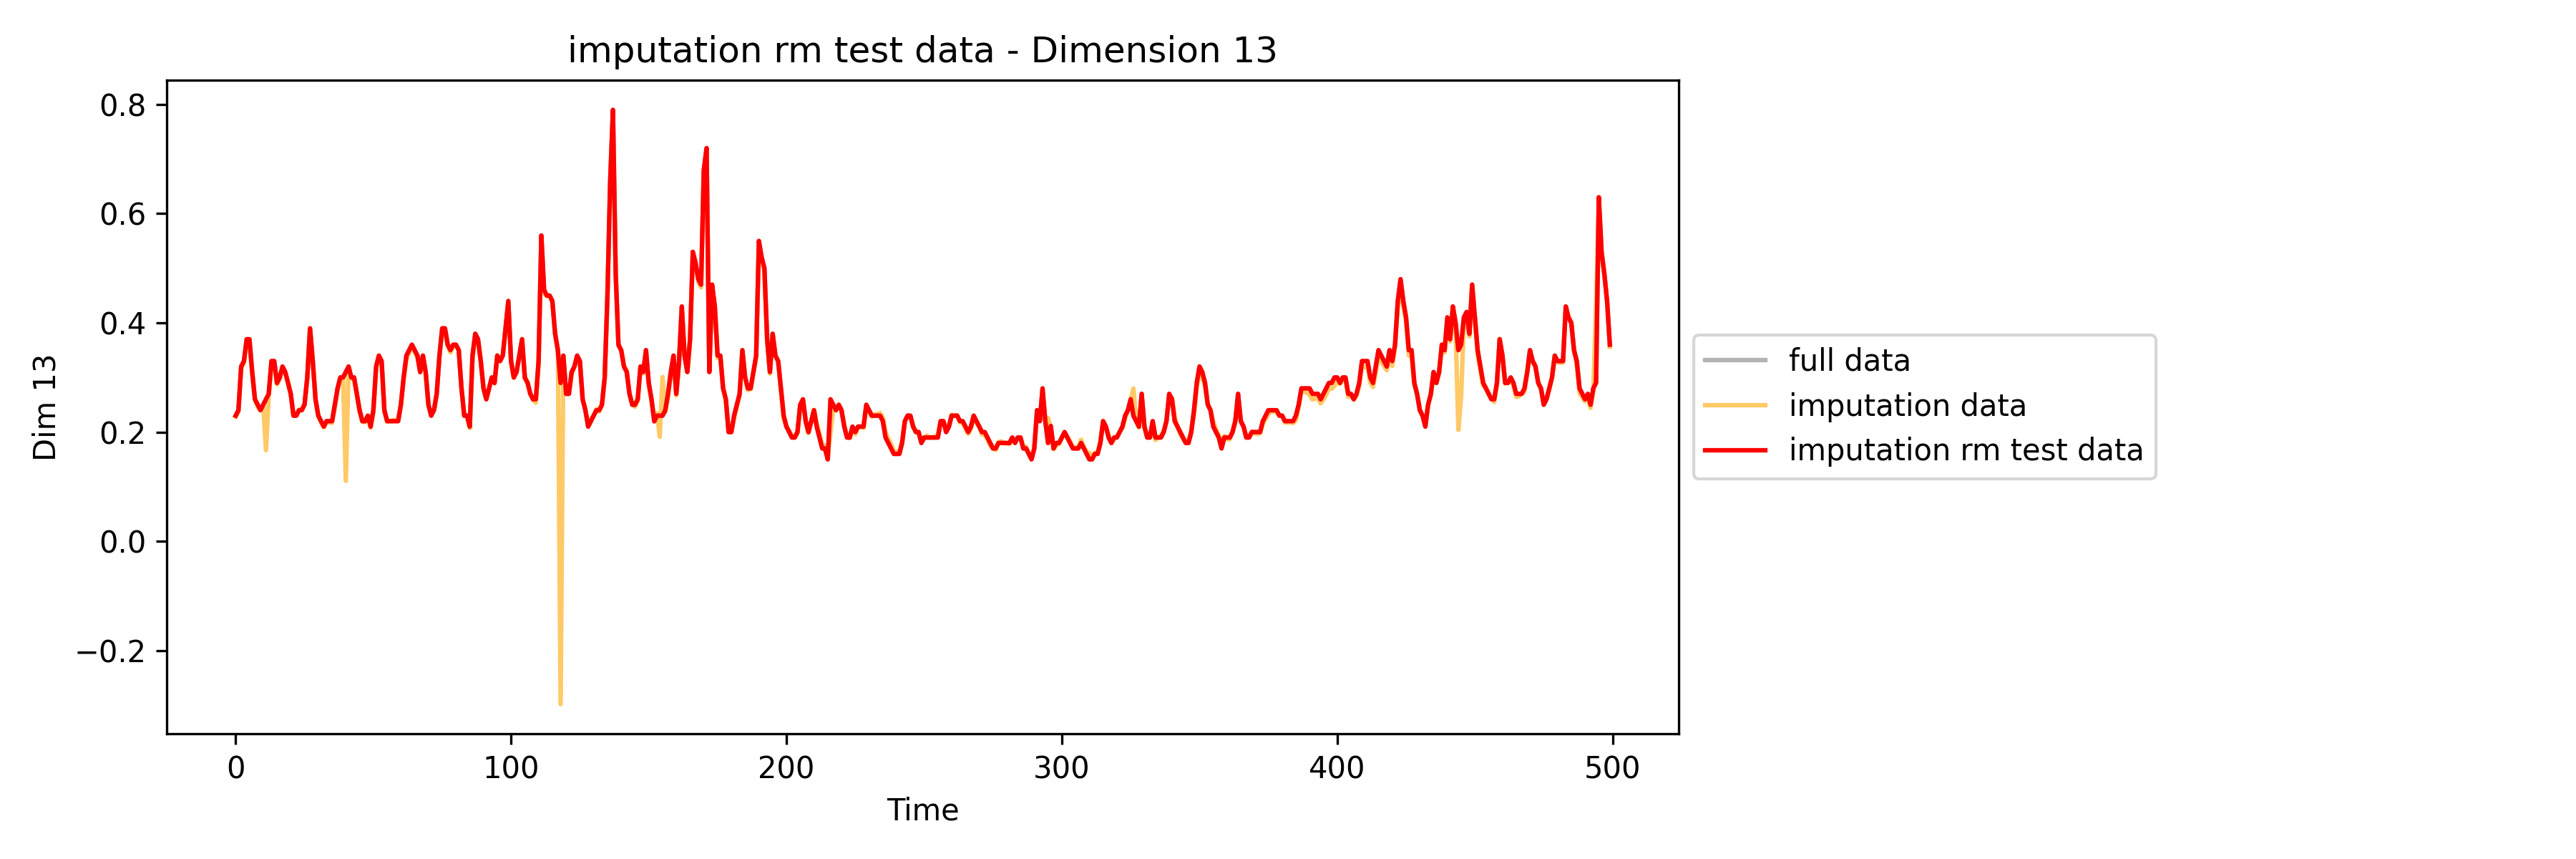 imputation rm test data - Dimension 13
0.8
0.6
0.4
0.2
0.0
−0.2
Dim 13
0 100 200 300 400 500
Time
full data
imputation data
imputation rm test data